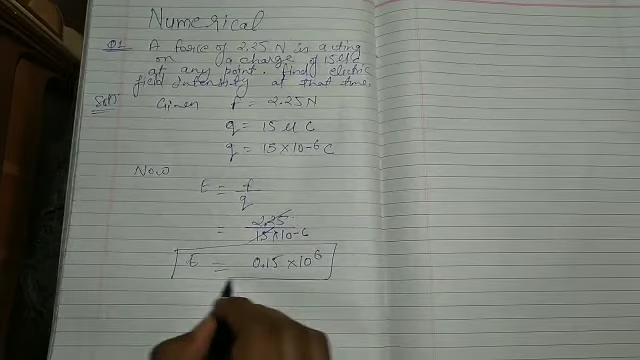 Numerical
Q1 A force of 2.25 N is acting
on a charge of 15 μC
at any point. find electric
field intensity at that time.
Solⁿ Given f = 2.25 N
q = 15 μ C
q = 15 × 10-6 C
Now
E = f/q
= 2.25/15×10-6
E = 0.15 × 10⁶